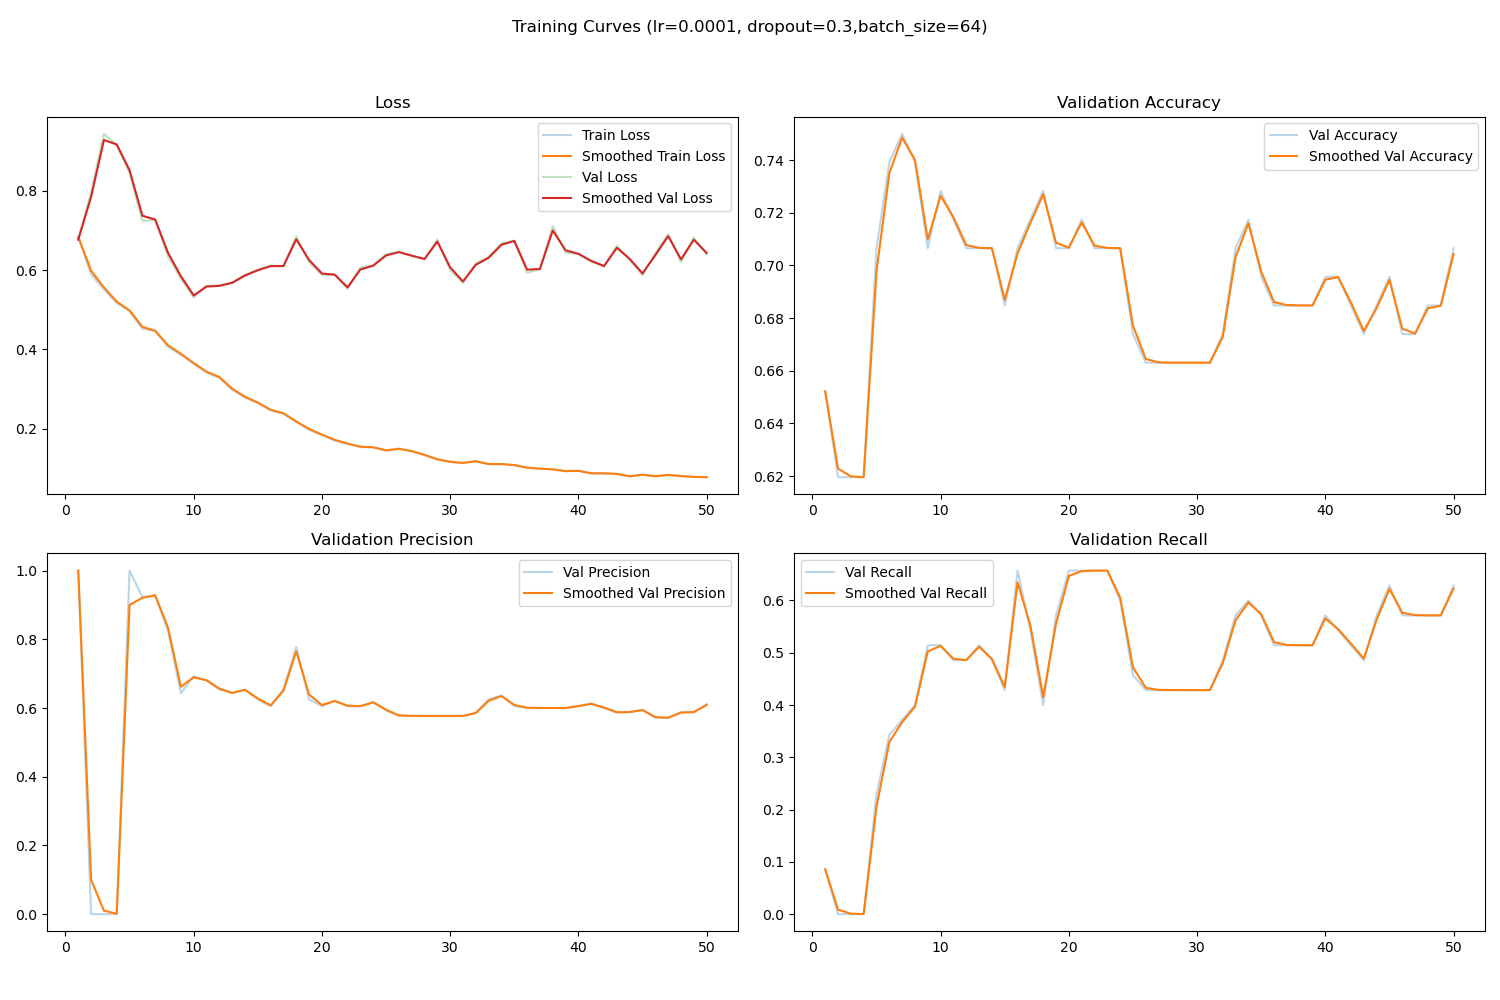 Training Curves (lr=0.0001, dropout=0.3,batch_size=64)
Loss
Train Loss
Smoothed Train Loss
Val Loss
Smoothed Val Loss
0.8
0.6
0.4
0.2
0 10 20 30 40 50
Validation Accuracy
Val Accuracy
Smoothed Val Accuracy
0.74
0.72
0.70
0.68
0.66
0.64
0.62
0 10 20 30 40 50
Validation Precision
Val Precision
Smoothed Val Precision
1.0
0.8
0.6
0.4
0.2
0.0
0 10 20 30 40 50
Validation Recall
Val Recall
Smoothed Val Recall
0.6
0.5
0.4
0.3
0.2
0.1
0.0
0 10 20 30 40 50